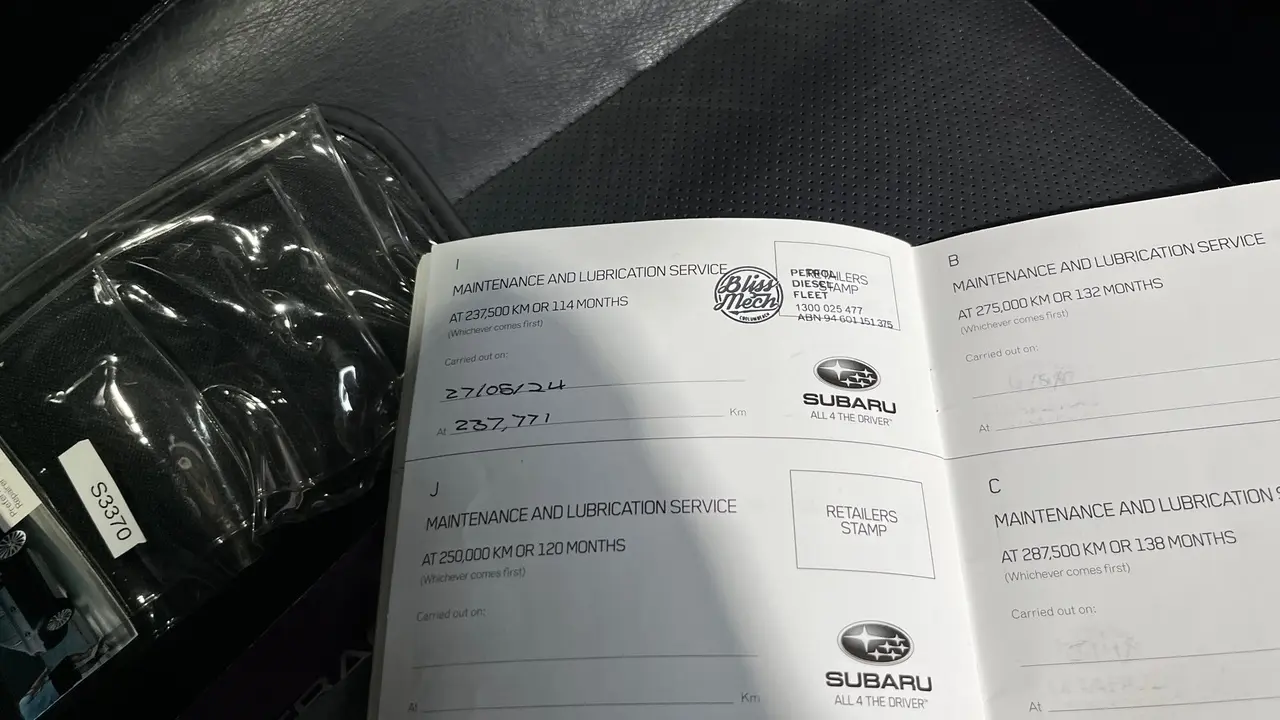 I
MAINTENANCE AND LUBRICATION SERVICE
AT 237,500 KM OR 114 MONTHS
(Whichever comes first)
Carried out on:
27/08/24
At 237,771 Km
Bliss
Mech
RETAILERS
STAMP
PETROL
DIESEL
FLEET
1300 025 477
ABN 94 601 151 375
SUBARU
ALL 4 THE DRIVER™
J
MAINTENANCE AND LUBRICATION SERVICE
AT 250,000 KM OR 120 MONTHS
(Whichever comes first)
Carried out on:
At Km
RETAILERS
STAMP
SUBARU
ALL 4 THE DRIVER™
B
MAINTENANCE AND LUBRICATION SERVICE
AT 275,000 KM OR 132 MONTHS
(Whichever comes first)
Carried out on:
At
C
MAINTENANCE AND LUBRICATION S
AT 287,500 KM OR 138 MONTHS
(Whichever comes first)
Carried out on:
At
S3370
Repairer